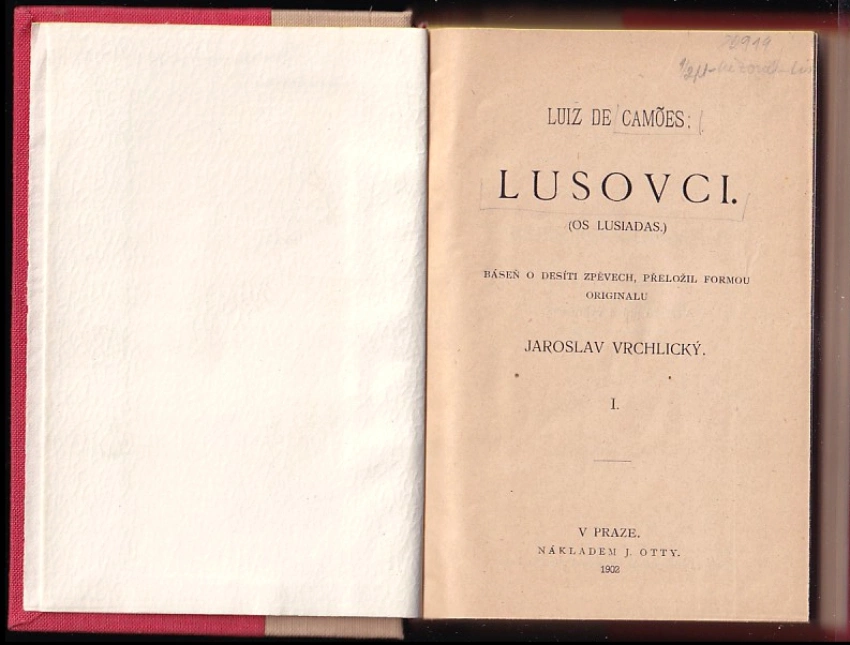 LUIZ DE CAMÕES:
LUSOVCI.
(OS LUSIADAS.)
BÁSEŇ O DESÍTI ZPĚVECH, PŘELOŽIL FORMOU
ORIGINALU
JAROSLAV VRCHLICKÝ.
I.
V PRAZE.
NÁKLADEM J. OTTY.
1902